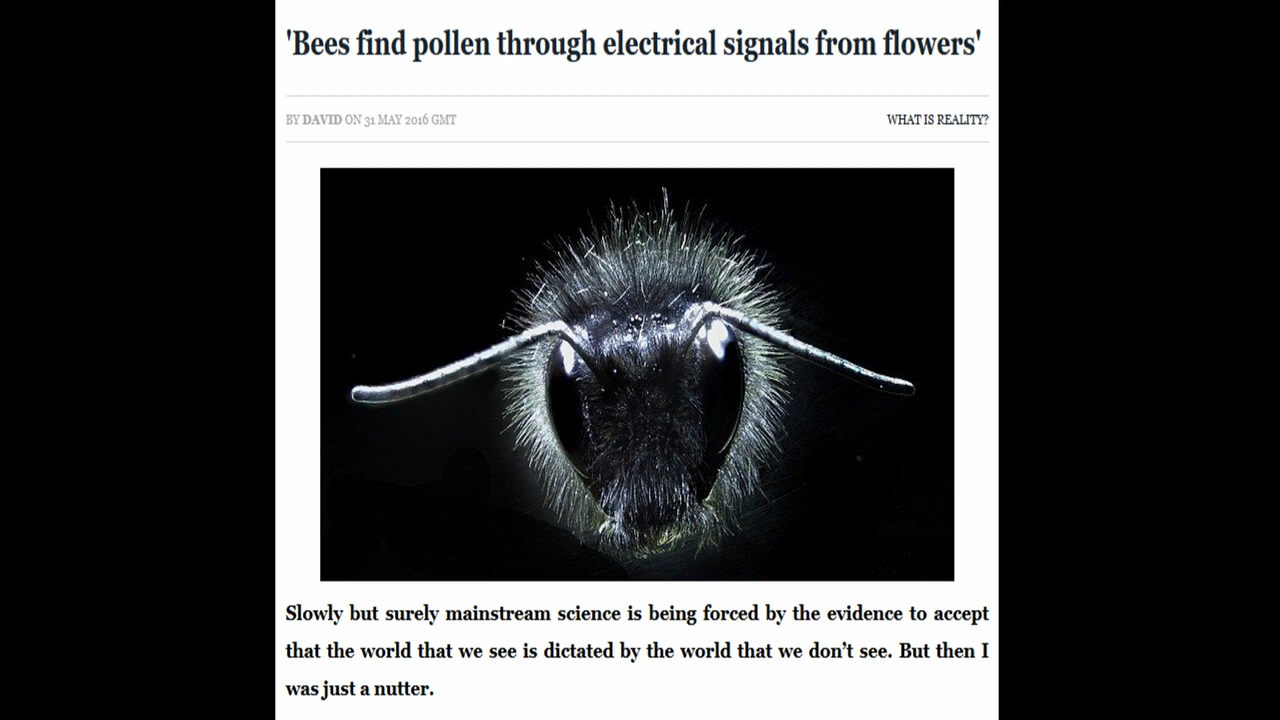 'Bees find pollen through electrical signals from flowers'
BY DAVID ON 31 MAY 2016 GMT
WHAT IS REALITY?
Slowly but surely mainstream science is being forced by the evidence to accept
that the world that we see is dictated by the world that we don’t see. But then I
was just a nutter.